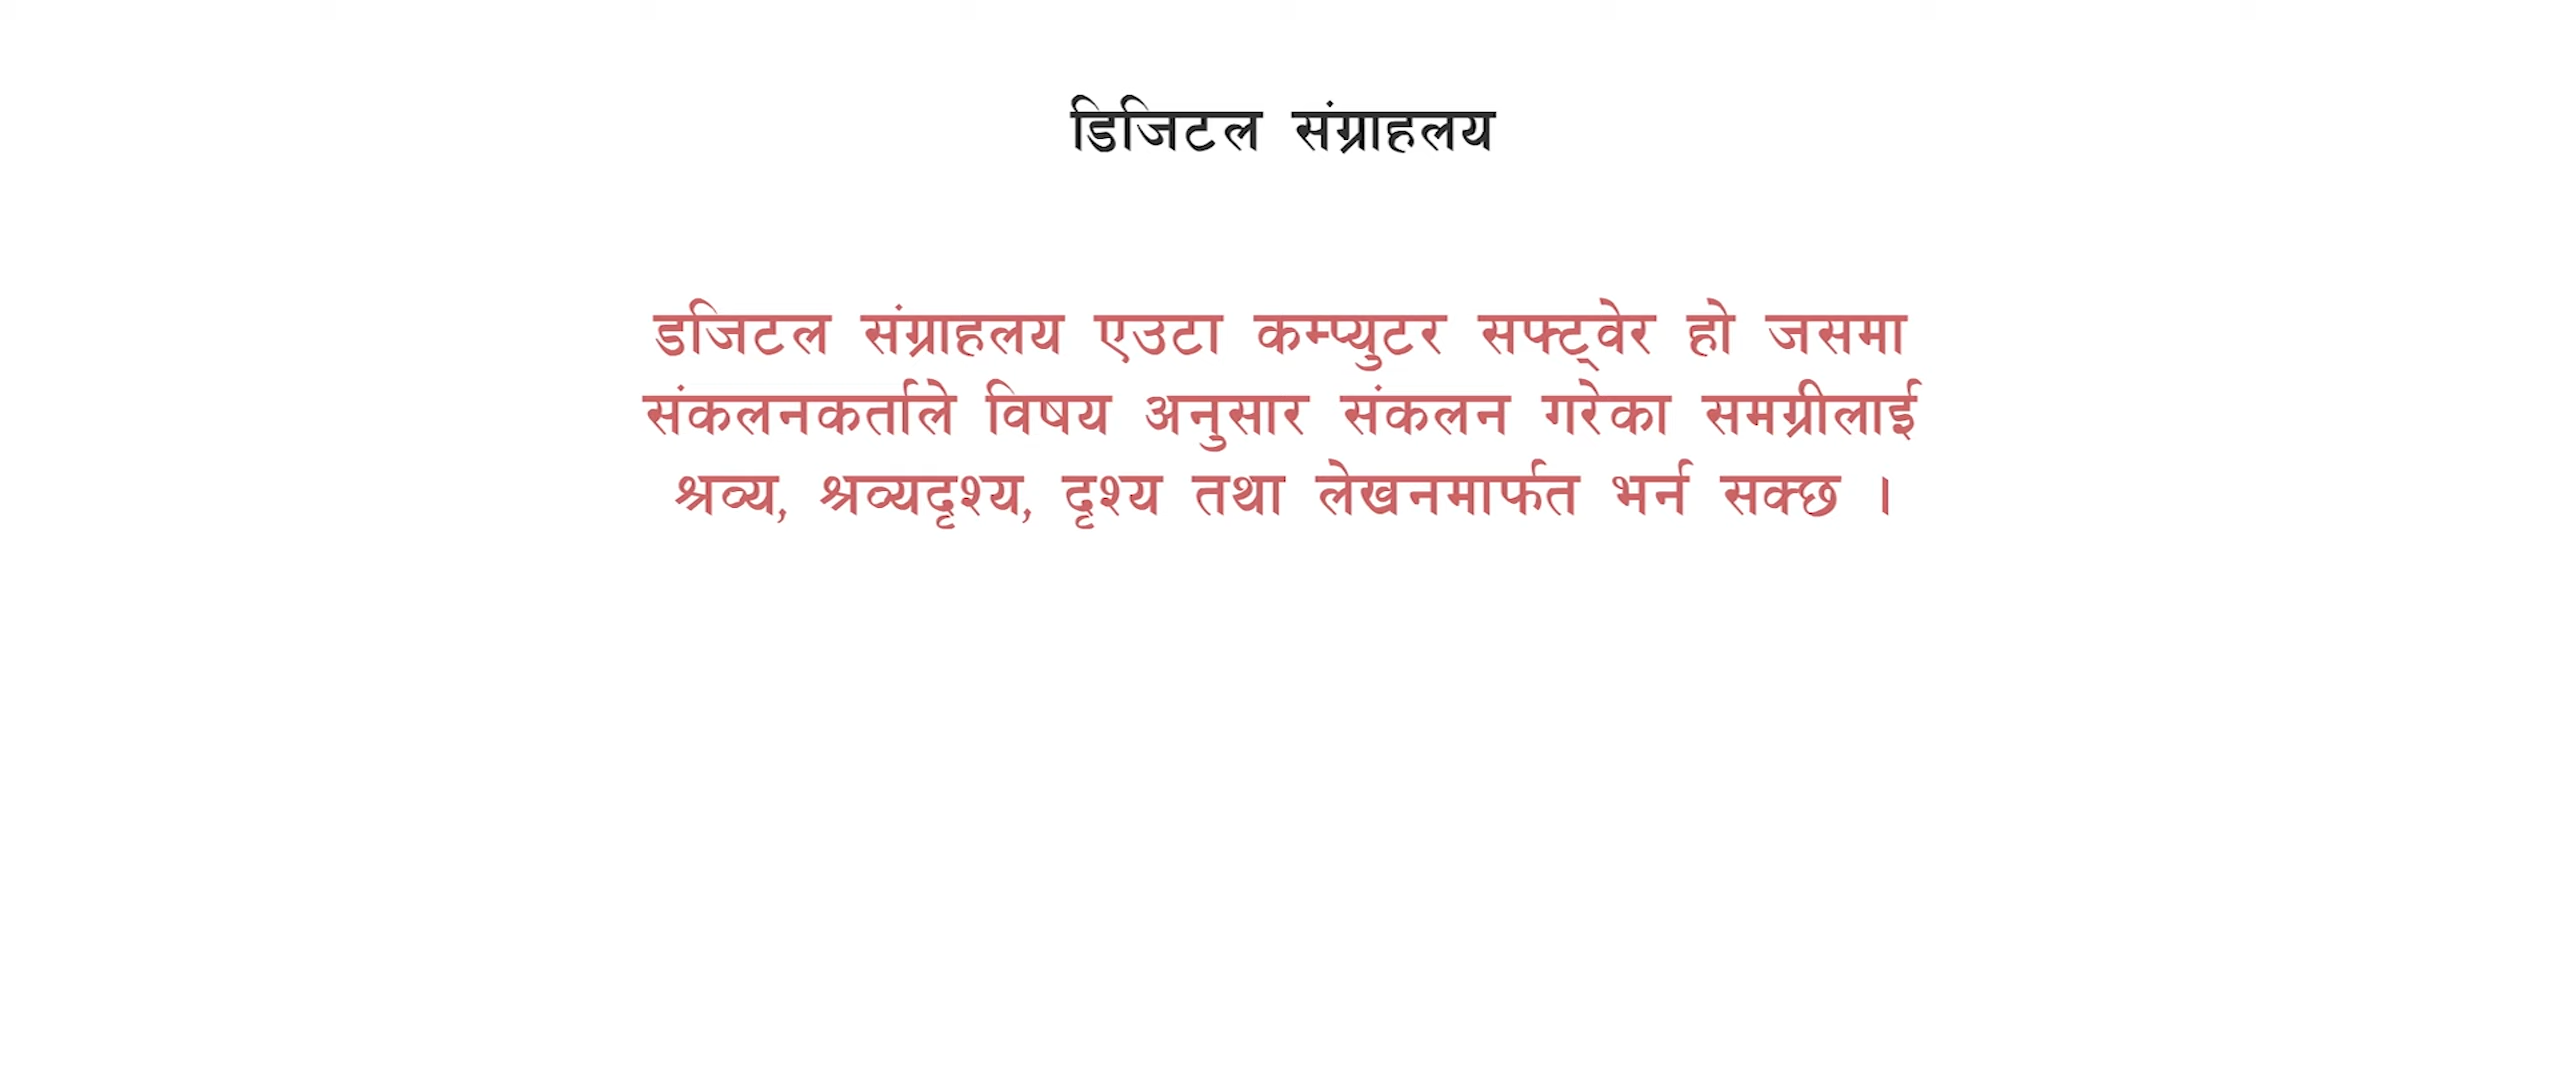 डिजिटल संग्राहलय
डजिटल संग्राहलय एउटा कम्प्युटर सफ्ट्वेर हो जसमा
संकलनकर्ताले विषय अनुसार संकलन गरेका समग्रीलाई
श्रव्य, श्रव्यदृश्य, दृश्य तथा लेखनमार्फत भर्न सक्छ ।